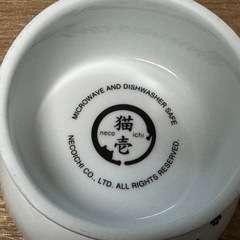 MICROWAVE AND DISHWASHER SAFE
猫
neco ichi
壱
NECOICHI CO., LTD. ALL RIGHTS RESERVED.